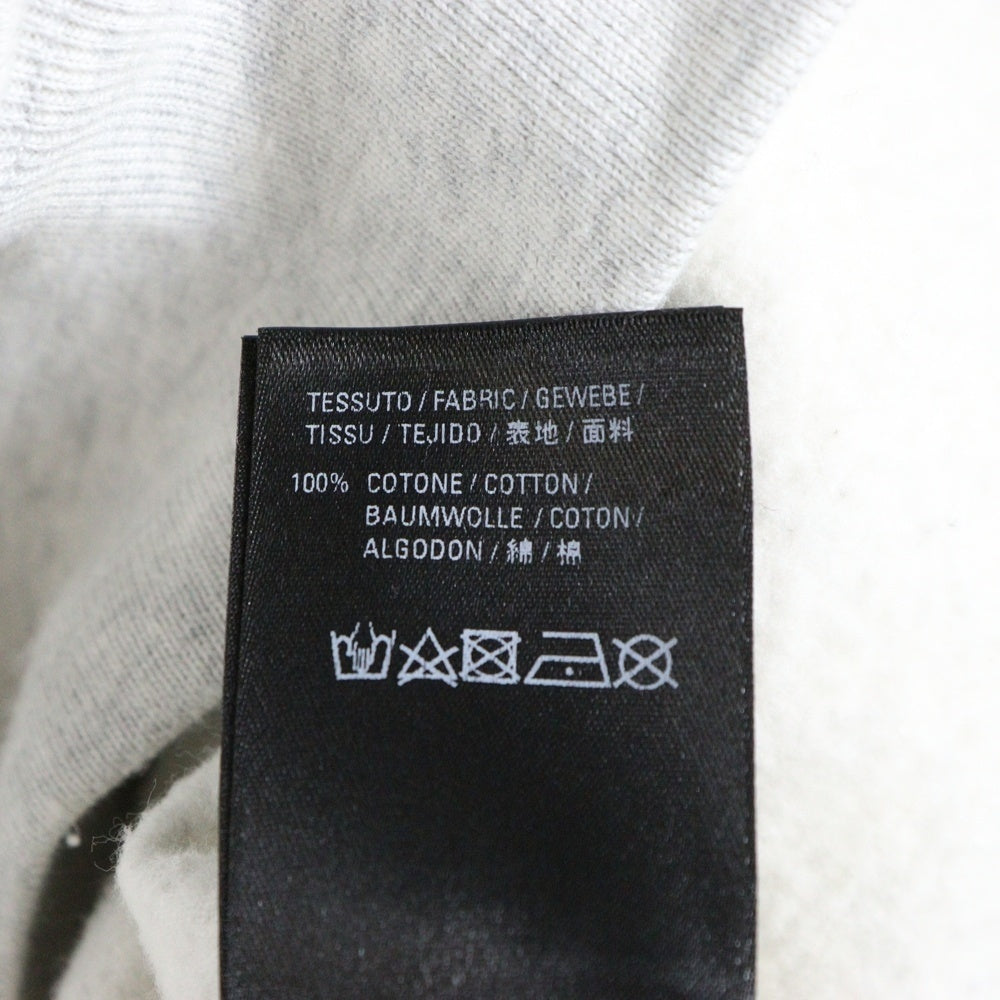 TESSUTO / FABRIC / GEWEBE /
TISSU / TEJIDO / 表地 / 面料
100% COTONE / COTTON /
BAUMWOLLE / COTON /
ALGODON / 綿 / 棉